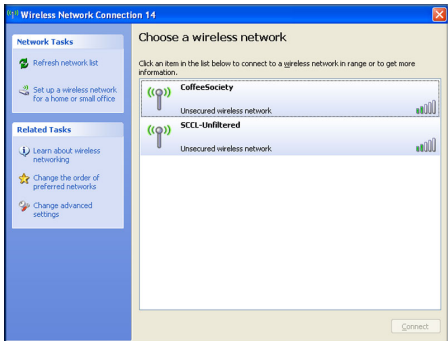 Wireless Network Connection 14
Network Tasks
Refresh network list
Set up a wireless network
for a home or small office
Related Tasks
Learn about wireless
networking
Change the order of
preferred networks
Change advanced
settings
Choose a wireless network
Click an item in the list below to connect to a wireless network in range or to get more
information.
CoffeeSociety
Unsecured wireless network
SCCL-Unfiltered
Unsecured wireless network
Connect